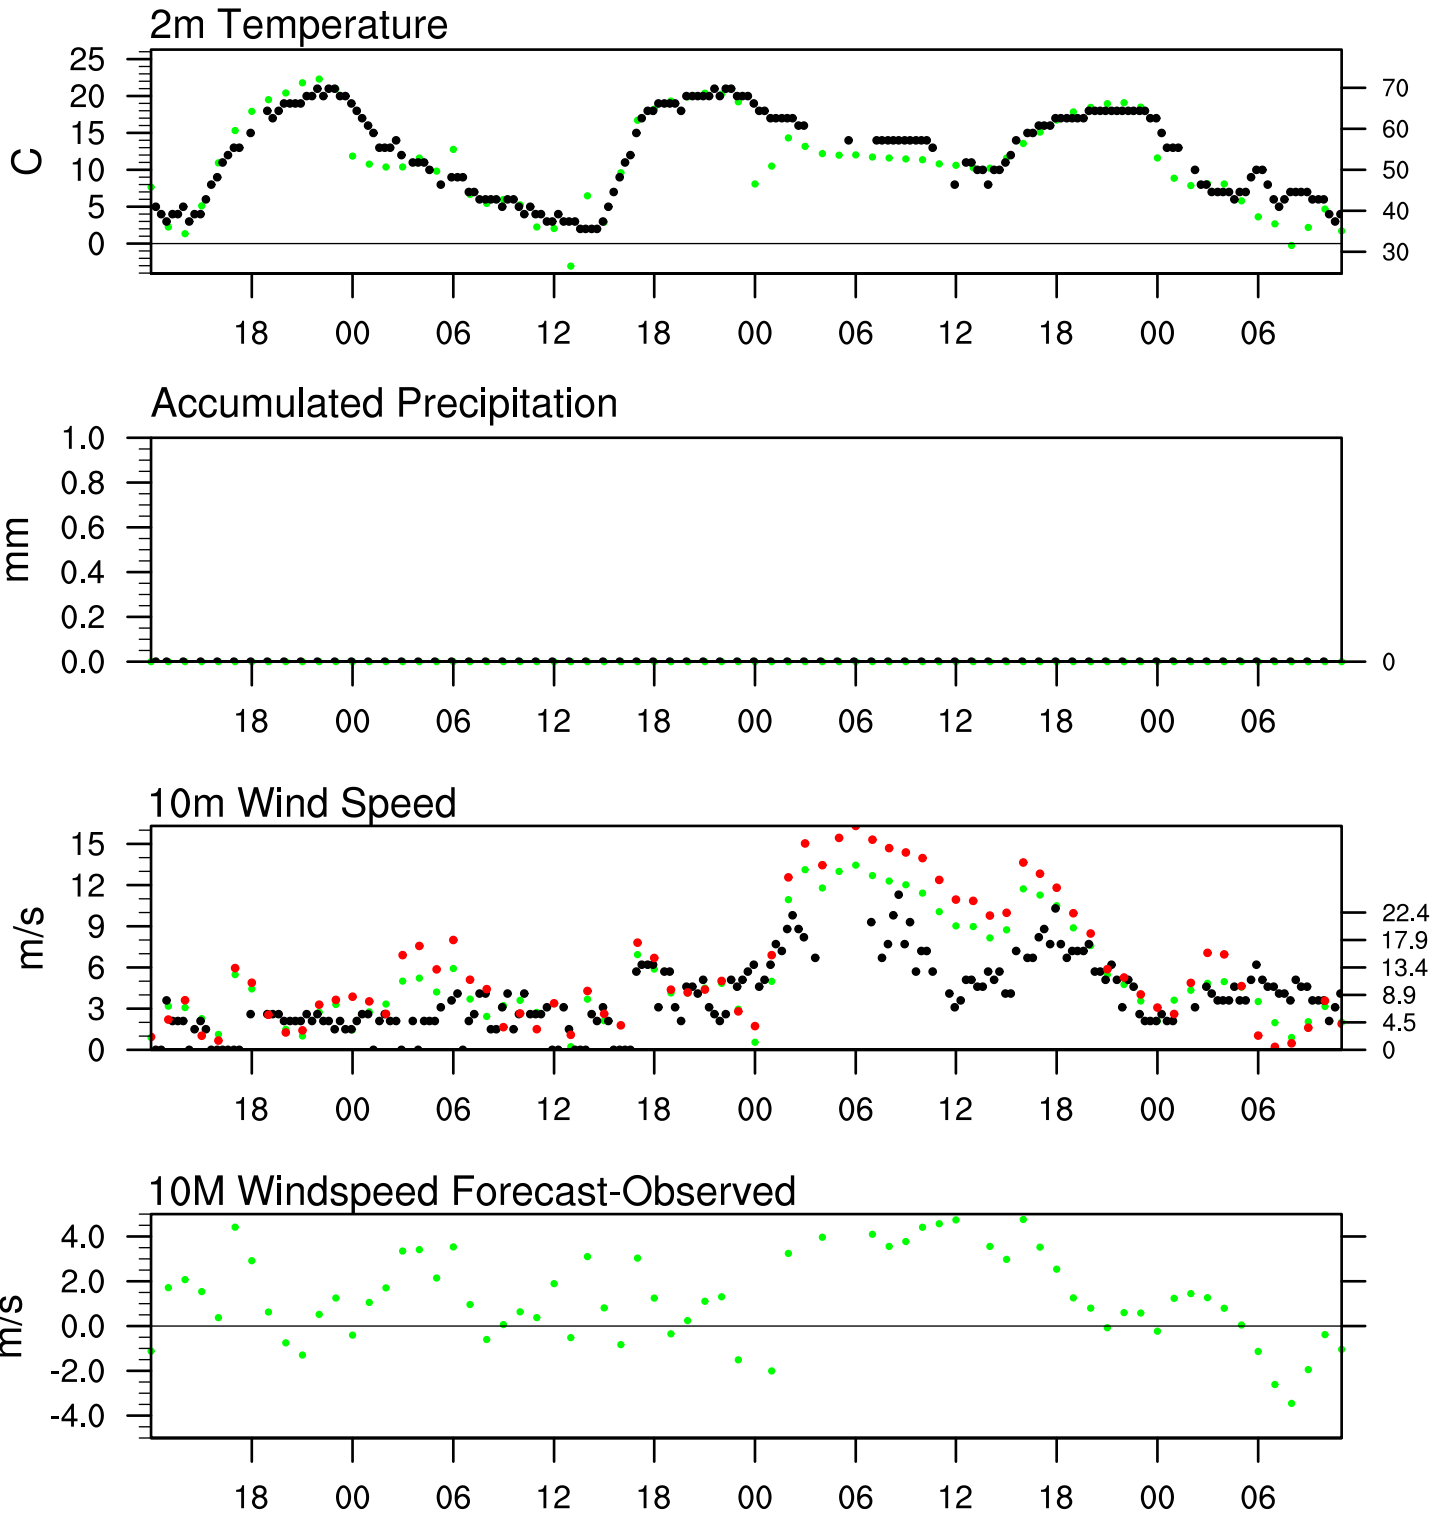 2m Temperature
25
20
15
10
5
0
C
70
60
50
40
30
18 00 06 12 18 00 06 12 18 00 06
Accumulated Precipitation
1.0
0.8
0.6
0.4
0.2
0.0
mm
0
18 00 06 12 18 00 06 12 18 00 06
10m Wind Speed
15
12
9
6
3
0
m/s
22.4
17.9
13.4
8.9
4.5
0
18 00 06 12 18 00 06 12 18 00 06
10M Windspeed Forecast-Observed
4.0
2.0
0.0
-2.0
-4.0
m/s
18 00 06 12 18 00 06 12 18 00 06